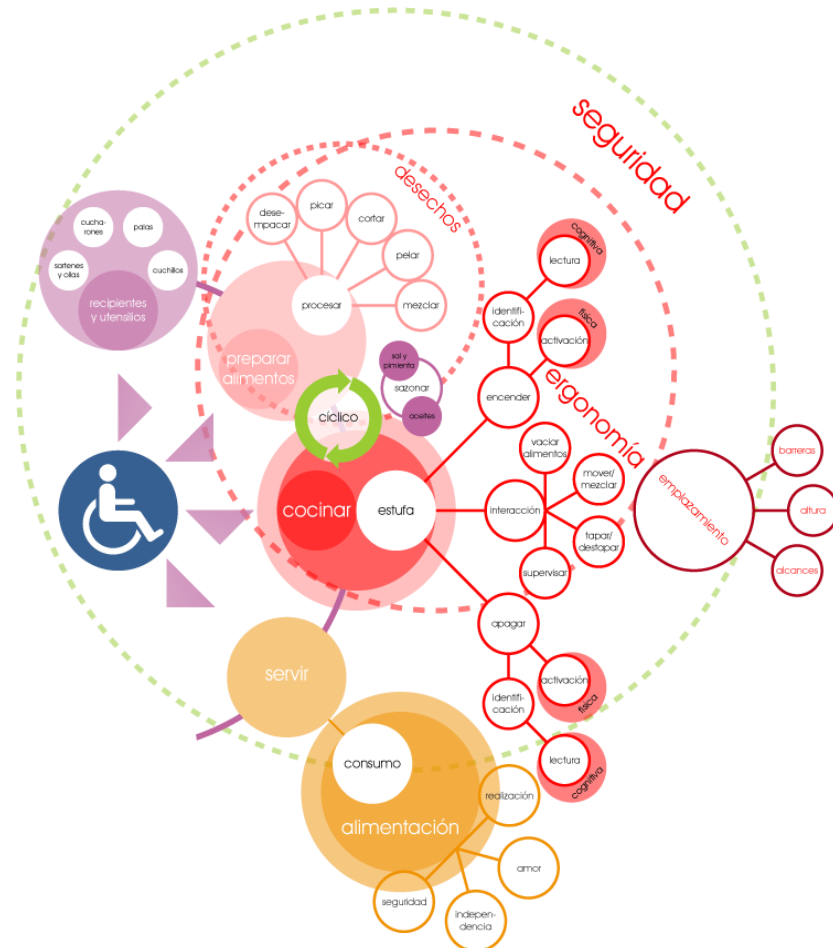 seguridad
desechos
ergonomía
cucha-
rones
palas
sartenes
y ollas
cuchillos
recipientes
y utensilios
dese-
mpacar
picar
cortar
pelar
mezclar
procesar
preparar
alimentos
sal y
pimienta
sazonar
aceites
cíclico
cocinar
estufa
cognitiva
lectura
identifi-
cación
física
activación
encender
vaciar
alimentos
mover/
mezclar
interacción
tapar/
destapar
supervisar
emplazamiento
barreras
altura
alcances
apagar
activación
física
identifi-
cación
lectura
cognitiva
servir
consumo
alimentación
realización
amor
indepen-
dencia
seguridad